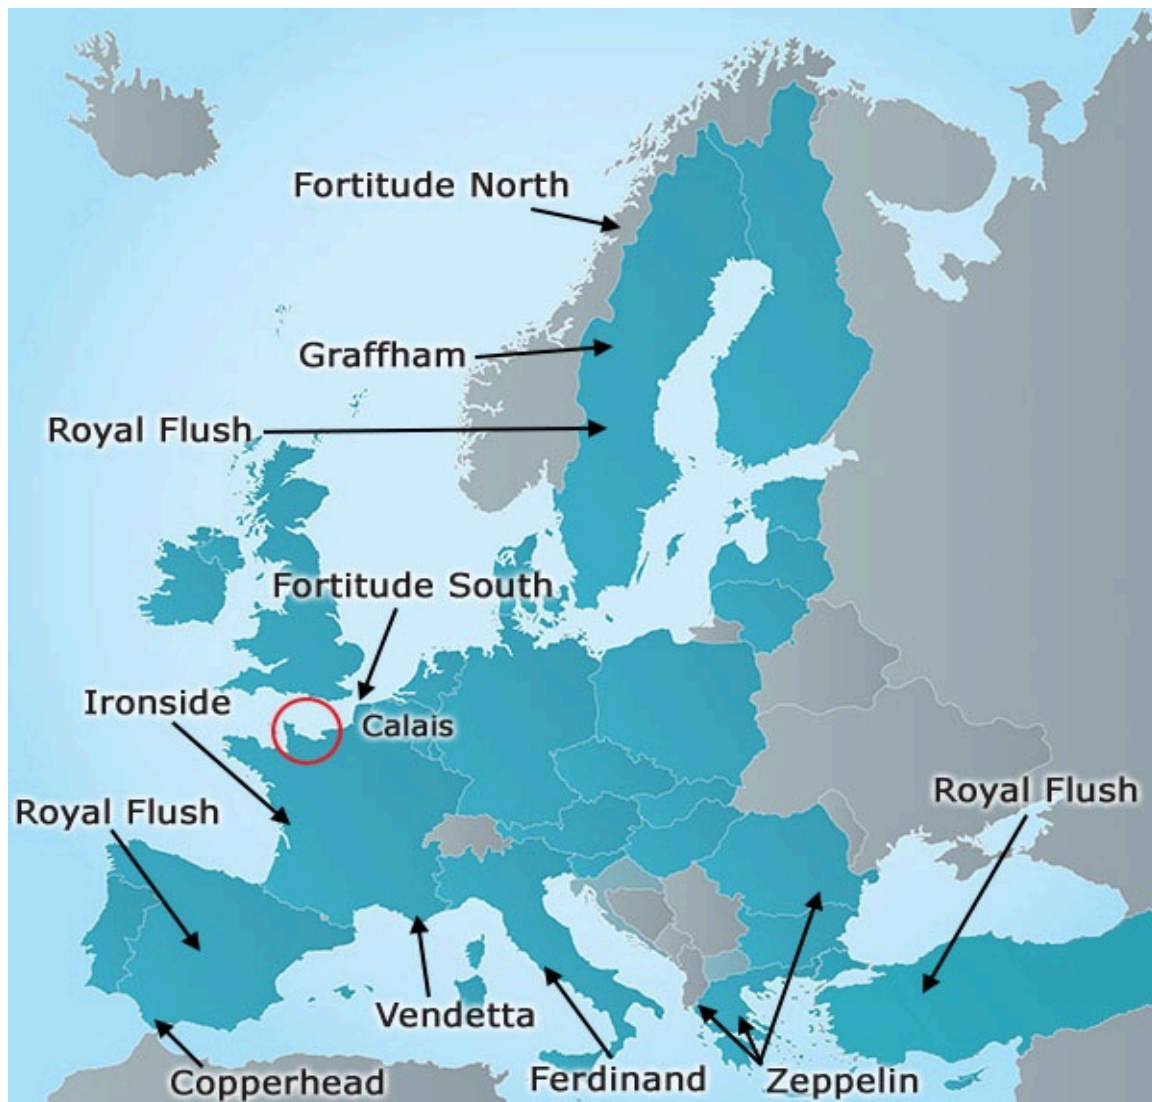 Fortitude North
Graffham
Royal Flush
Fortitude South
Ironside
Calais
Royal Flush
Royal Flush
Vendetta
Copperhead
Ferdinand
Zeppelin